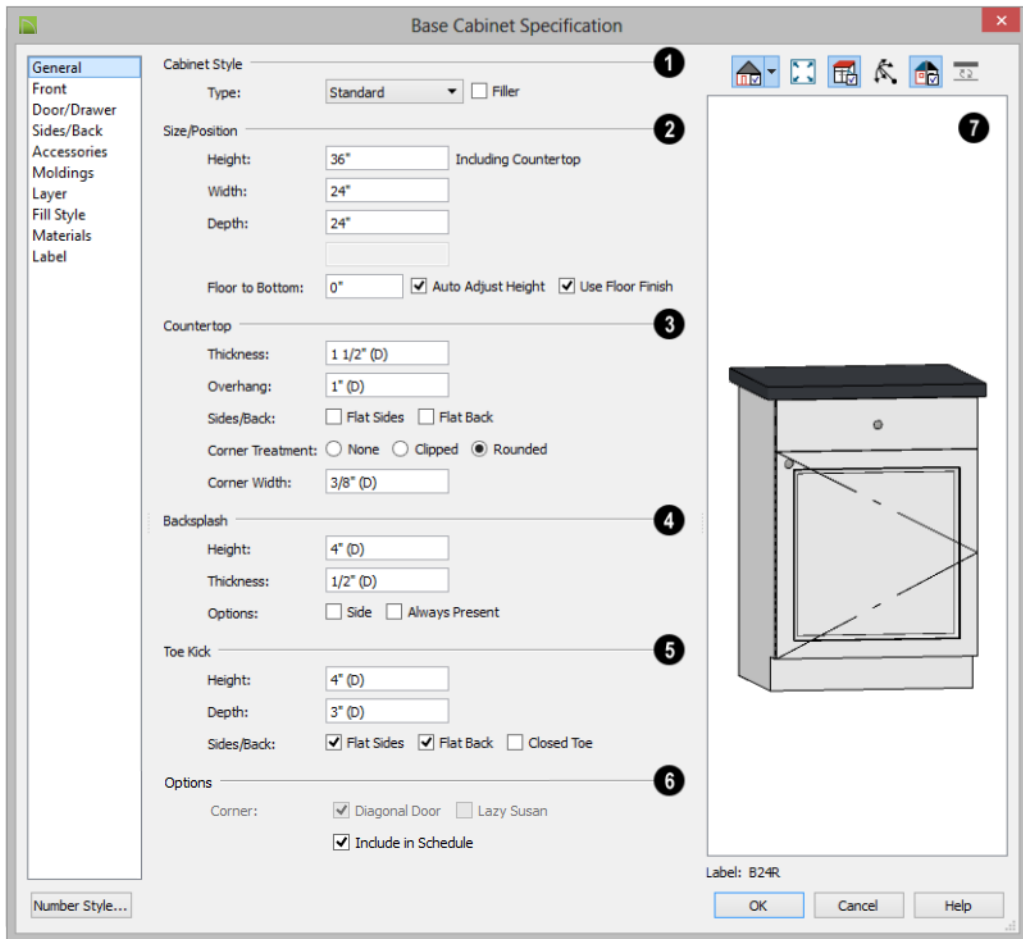 Base Cabinet Specification
General
Front
Door/Drawer
Sides/Back
Accessories
Moldings
Layer
Fill Style
Materials
Label
Cabinet Style 1
Type: Standard Filler
Size/Position 2
Height: 36" Including Countertop
Width: 24"
Depth: 24"
Floor to Bottom: 0" Auto Adjust Height Use Floor Finish
Countertop 3
Thickness: 1 1/2" (D)
Overhang: 1" (D)
Sides/Back: Flat Sides Flat Back
Corner Treatment: None Clipped Rounded
Corner Width: 3/8" (D)
Backsplash 4
Height: 4" (D)
Thickness: 1/2" (D)
Options: Side Always Present
Toe Kick 5
Height: 4" (D)
Depth: 3" (D)
Sides/Back: Flat Sides Flat Back Closed Toe
Options 6
Corner: Diagonal Door Lazy Susan
Include in Schedule
7
Label: B24R
Number Style... OK Cancel Help